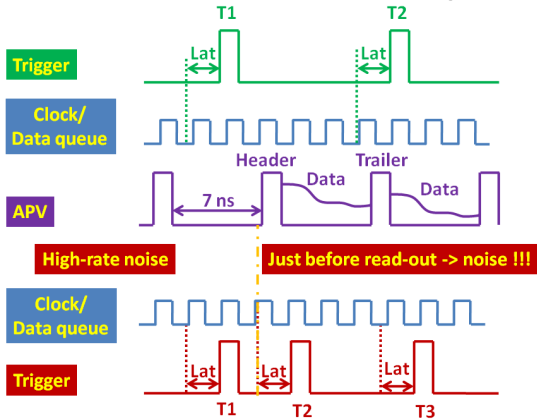 T1
T2
Trigger
Lat
Lat
Clock/
Data queue
Header
Trailer
APV
7 ns
Data
Data
High-rate noise
Just before read-out -> noise !!!
Clock/
Data queue
Trigger
Lat
Lat
Lat
T1
T2
T3